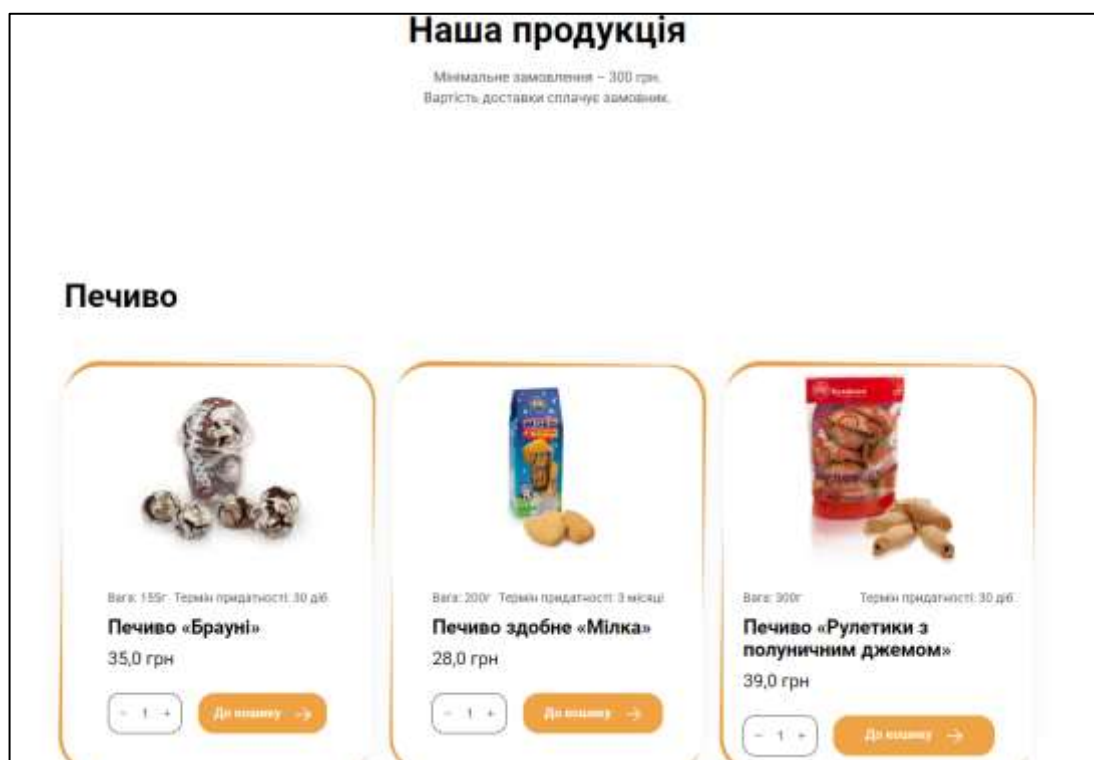 Наша продукція
Мінімальне замовлення – 300 грн.
Вартість доставки сплачує замовник.
Печиво
Вага: 155г Термін придатності: 30 діб
Печиво «Брауні»
35,0 грн
- 1 +
До кошику →
Вага: 200г Термін придатності: 3 місяці
Печиво здобне «Мілка»
28,0 грн
- 1 +
До кошику →
Вага: 300г Термін придатності: 30 діб
Печиво «Рулетики з
полуничним джемом»
39,0 грн
- 1 +
До кошику →